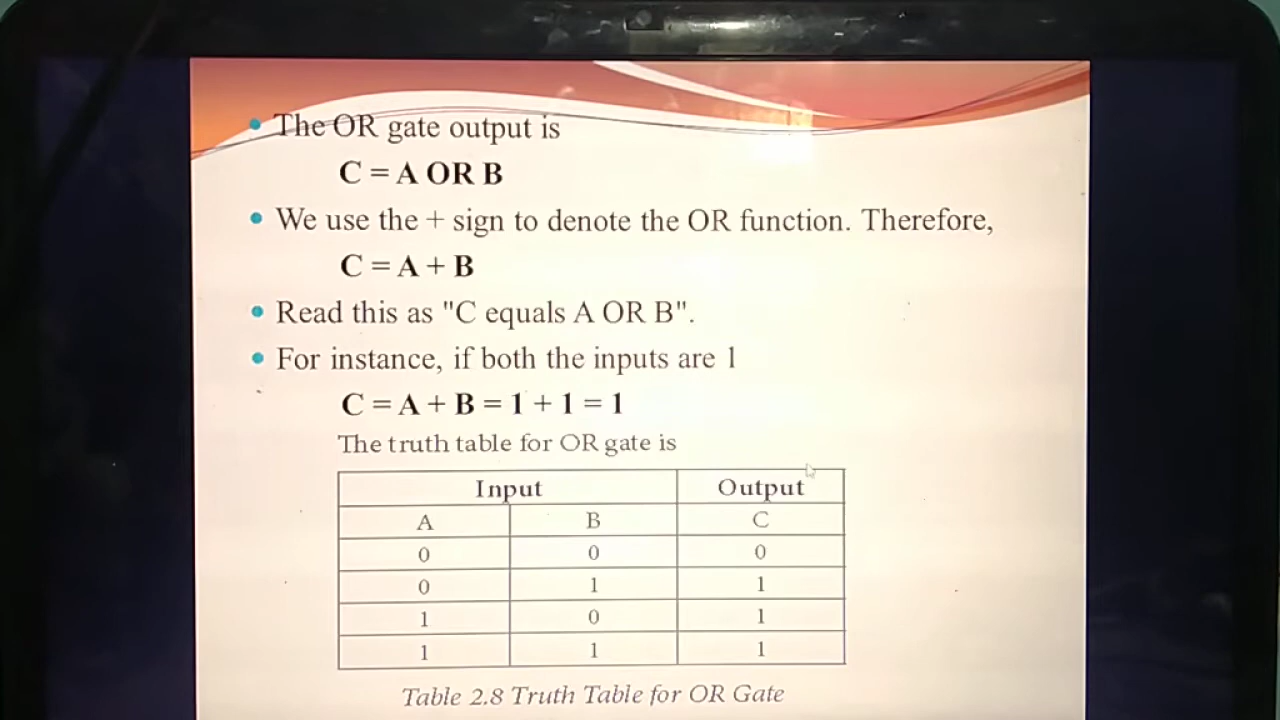 • The OR gate output is
C = A OR B
• We use the + sign to denote the OR function. Therefore,
C = A + B
• Read this as "C equals A OR B".
• For instance, if both the inputs are 1
C = A + B = 1 + 1 = 1
The truth table for OR gate is
Input Output
A B C
0 0 0
0 1 1
1 0 1
1 1 1
Table 2.8 Truth Table for OR Gate